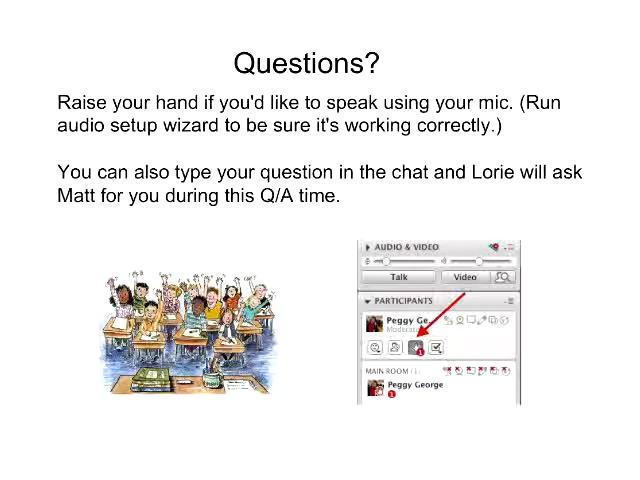 Questions?
Raise your hand if you'd like to speak using your mic. (Run
audio setup wizard to be sure it's working correctly.)
You can also type your question in the chat and Lorie will ask
Matt for you during this Q/A time.
AUDIO & VIDEO
Talk Video
PARTICIPANTS
Peggy Ge...
Moderator
1
MAIN ROOM
Peggy George
1